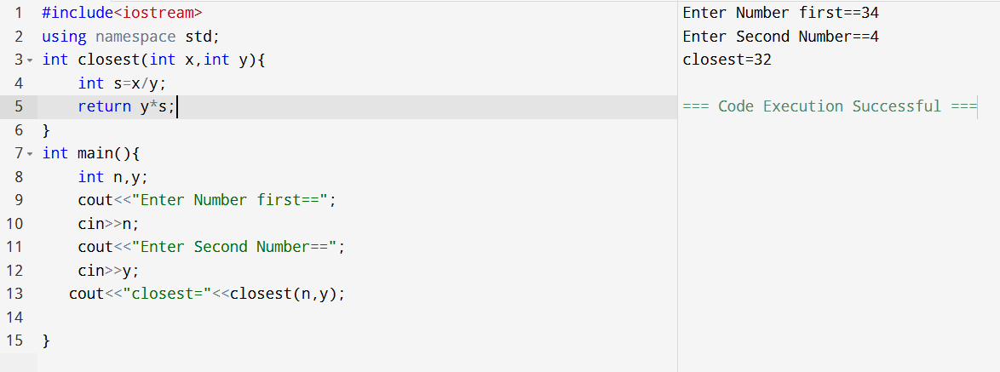 1 #include<iostream>
2 using namespace std;
3 int closest(int x,int y){
4 int s=x/y;
5 return y*s;
6 }
7 int main(){
8 int n,y;
9 cout<<"Enter Number first==";
10 cin>>n;
11 cout<<"Enter Second Number==";
12 cin>>y;
13 cout<<"closest="<<closest(n,y);
14
15 }
Enter Number first==34
Enter Second Number==4
closest=32
=== Code Execution Successful ===